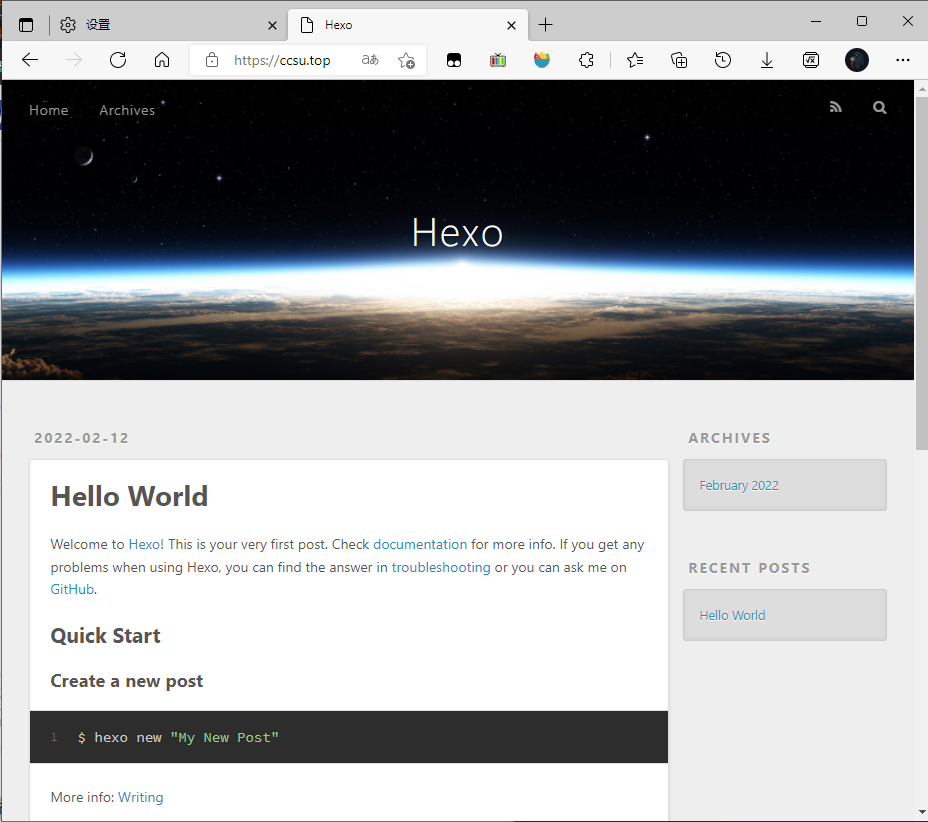 设置
Hexo
https://ccsu.top
aあ
Home
Archives
Hexo
2022-02-12
Hello World
Welcome to Hexo! This is your very first post. Check documentation for more info. If you get any
problems when using Hexo, you can find the answer in troubleshooting or you can ask me on
GitHub.
Quick Start
Create a new post
1 $ hexo new "My New Post"
More info: Writing
ARCHIVES
February 2022
RECENT POSTS
Hello World